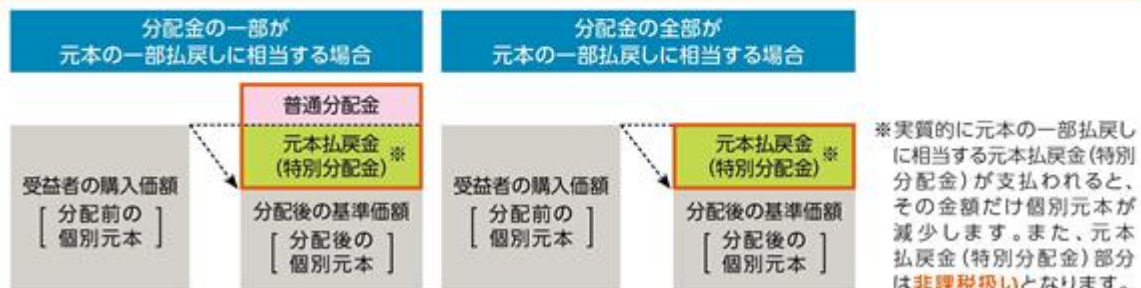 分配金の一部が
元本の一部払戻しに相当する場合
普通分配金
元本払戻金
(特別分配金) ※
受益者の購入価額
[ 分配前の
個別元本 ]
分配後の基準価額
[ 分配後の
個別元本 ]
分配金の全部が
元本の一部払戻しに相当する場合
元本払戻金
(特別分配金) ※
受益者の購入価額
[ 分配前の
個別元本 ]
分配後の基準価額
[ 分配後の
個別元本 ]
※実質的に元本の一部払戻し
に相当する元本払戻金(特別
分配金)が支払われると、
その金額だけ個別元本が
減少します。また、元本
払戻金(特別分配金)部分
は非課税扱いとなります。